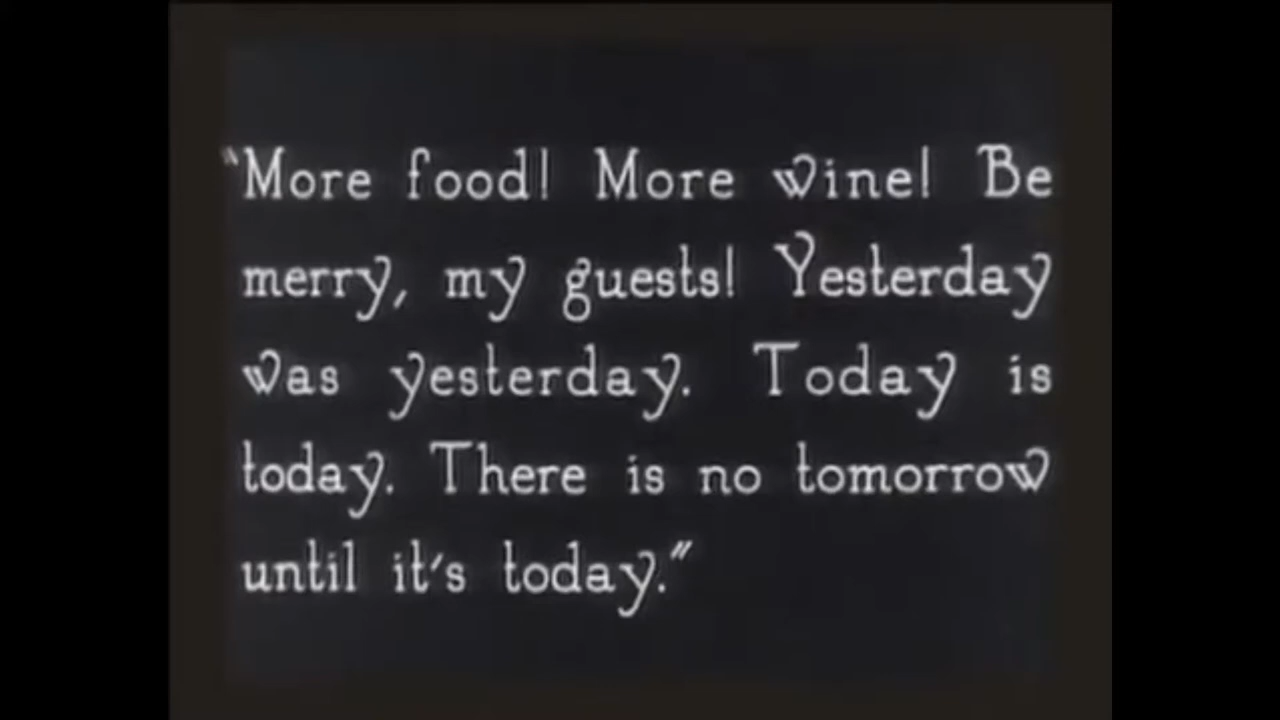 "More food! More wine! Be
merry, my guests! Yesterday
was yesterday. Today is
today. There is no tomorrow
until it's today."